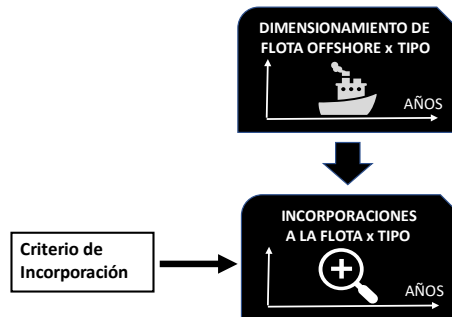 DIMENSIONAMIENTO DE
FLOTA OFFSHORE x TIPO
AÑOS
INCORPORACIONES
A LA FLOTA x TIPO
AÑOS
Criterio de
Incorporación